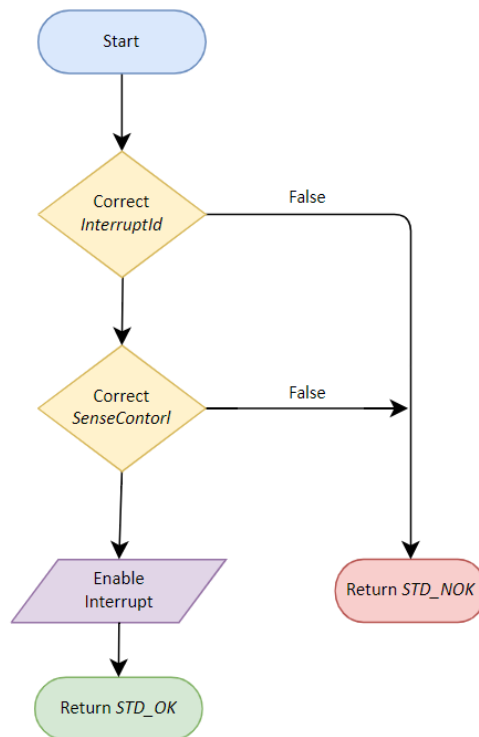 Start
Correct
InterruptId
False
Correct
SenseContorl
False
Enable
Interrupt
Return STD_NOK
Return STD_OK